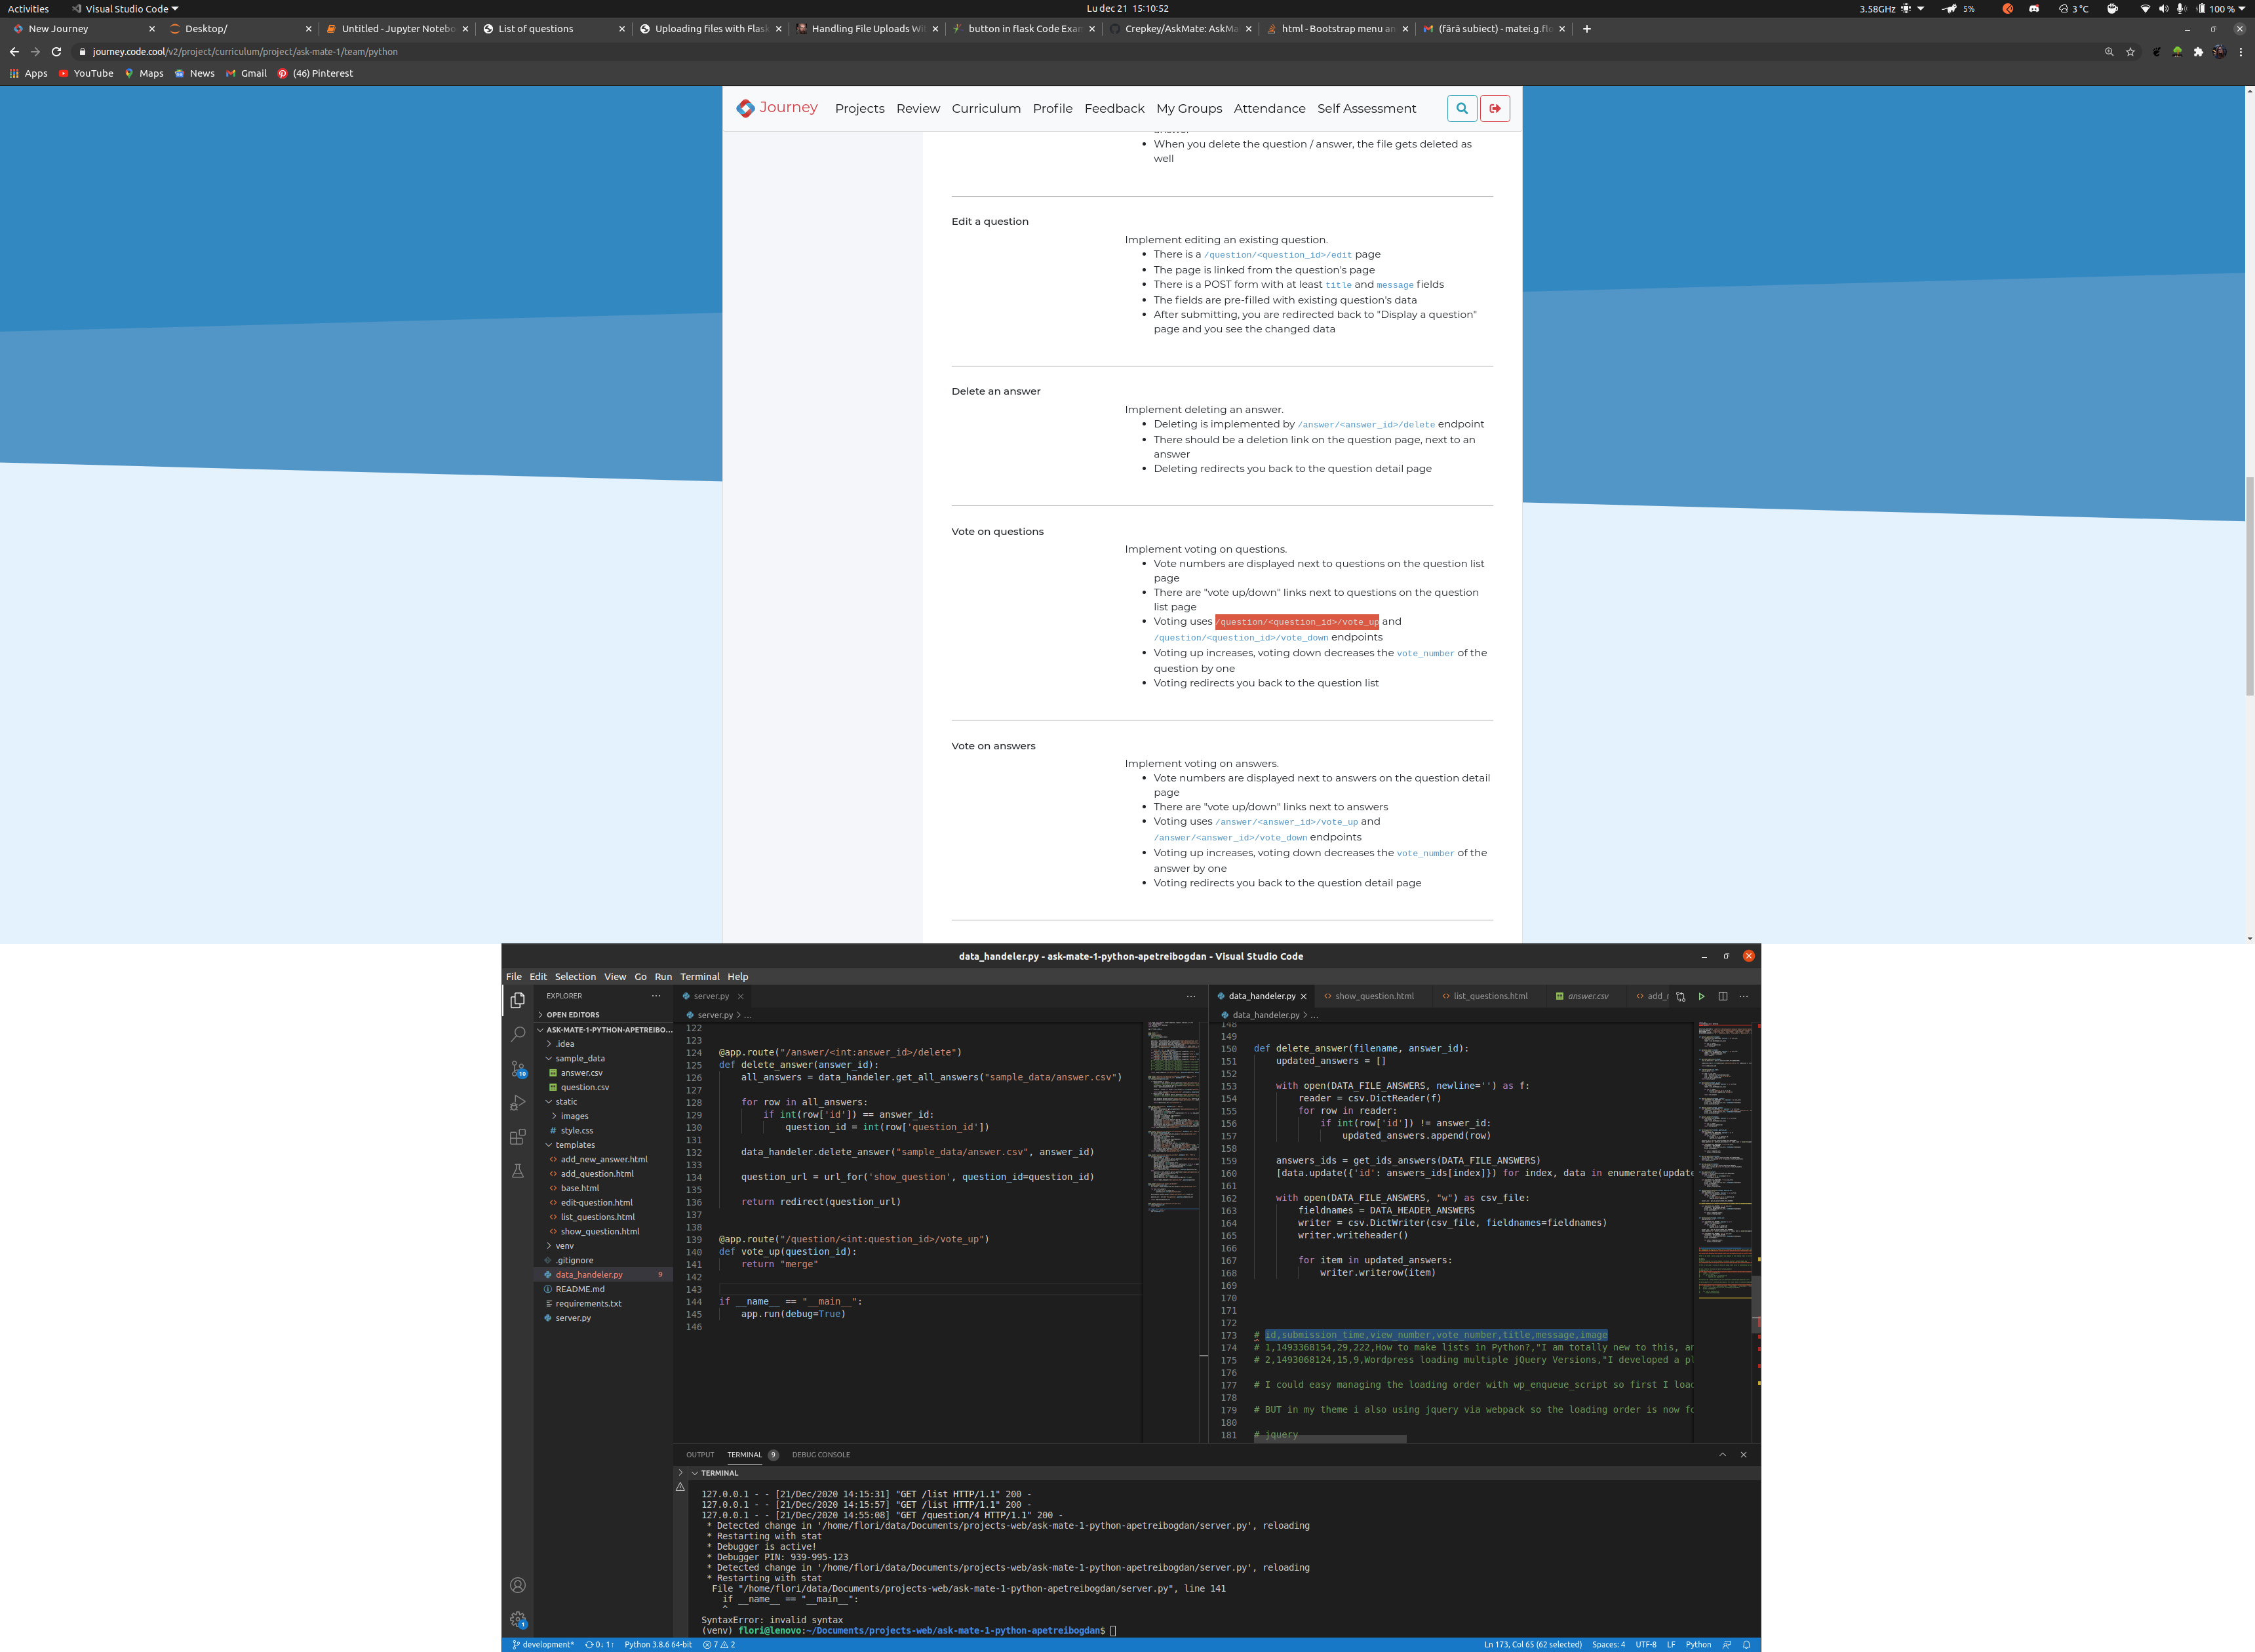 Activities Visual Studio Code Lu dec 21 15:10:52 3.58GHz 5% 3 °C 100 %
New Journey Desktop/ Untitled - Jupyter Notebo List of questions Uploading files with Flask Handling File Uploads Wi button in flask Code Exam Crepkey/AskMate: AskMa html - Bootstrap menu an (fără subiect) - matei.g.flo
journey.code.cool/v2/project/curriculum/project/ask-mate-1/team/python
Apps YouTube Maps News Gmail (46) Pinterest
Journey Projects Review Curriculum Profile Feedback My Groups Attendance Self Assessment
answer
When you delete the question / answer, the file gets deleted as
well
Edit a question
Implement editing an existing question.
There is a /question/<question_id>/edit page
The page is linked from the question's page
There is a POST form with at least title and message fields
The fields are pre-filled with existing question's data
After submitting, you are redirected back to "Display a question"
page and you see the changed data
Delete an answer
Implement deleting an answer.
Deleting is implemented by /answer/<answer_id>/delete endpoint
There should be a deletion link on the question page, next to an
answer
Deleting redirects you back to the question detail page
Vote on questions
Implement voting on questions.
Vote numbers are displayed next to questions on the question list
page
There are "vote up/down" links next to questions on the question
list page
Voting uses /question/<question_id>/vote_up and
/question/<question_id>/vote_down endpoints
Voting up increases, voting down decreases the vote_number of the
question by one
Voting redirects you back to the question list
Vote on answers
Implement voting on answers.
Vote numbers are displayed next to answers on the question detail
page
There are "vote up/down" links next to answers
Voting uses /answer/<answer_id>/vote_up and
/answer/<answer_id>/vote_down endpoints
Voting up increases, voting down decreases the vote_number of the
answer by one
Voting redirects you back to the question detail page
data_handeler.py - ask-mate-1-python-apetreibogdan - Visual Studio Code
File Edit Selection View Go Run Terminal Help
EXPLORER
OPEN EDITORS
ASK-MATE-1-PYTHON-APETREIBO...
.idea
sample_data
answer.csv
question.csv
static
images
style.css
templates
add_new_answer.html
add_question.html
base.html
edit-question.html
list_questions.html
show_question.html
venv
.gitignore
data_handeler.py 9
README.md
requirements.txt
server.py
10
1
server.py
server.py > ...
122
123
124 @app.route("/answer/<int:answer_id>/delete")
125 def delete_answer(answer_id):
126 all_answers = data_handeler.get_all_answers("sample_data/answer.csv")
127
128 for row in all_answers:
129 if int(row['id']) == answer_id:
130 question_id = int(row['question_id'])
131
132 data_handeler.delete_answer("sample_data/answer.csv", answer_id)
133
134 question_url = url_for('show_question', question_id=question_id)
135
136 return redirect(question_url)
137
138
139 @app.route("/question/<int:question_id>/vote_up")
140 def vote_up(question_id):
141 return "merge"
142
143
144 if __name__ == "__main__":
145 app.run(debug=True)
146
data_handeler.py show_question.html list_questions.html answer.csv add_r
data_handeler.py > ...
148
149
150 def delete_answer(filename, answer_id):
151 updated_answers = []
152
153 with open(DATA_FILE_ANSWERS, newline='') as f:
154 reader = csv.DictReader(f)
155 for row in reader:
156 if int(row['id']) != answer_id:
157 updated_answers.append(row)
158
159 answers_ids = get_ids_answers(DATA_FILE_ANSWERS)
160 [data.update({'id': answers_ids[index]}) for index, data in enumerate(update
161
162 with open(DATA_FILE_ANSWERS, "w") as csv_file:
163 fieldnames = DATA_HEADER_ANSWERS
164 writer = csv.DictWriter(csv_file, fieldnames=fieldnames)
165 writer.writeheader()
166
167 for item in updated_answers:
168 writer.writerow(item)
169
170
171
172
173 # id,submission_time,view_number,vote_number,title,message,image
174 # 1,1493368154,29,222,How to make lists in Python?,"I am totally new to this, an
175 # 2,1493068124,15,9,Wordpress loading multiple jQuery Versions,"I developed a pl
176
177 # I could easy managing the loading order with wp_enqueue_script so first I load
178
179 # BUT in my theme i also using jquery via webpack so the loading order is now fo
180
181 # jquery
OUTPUT TERMINAL 9 DEBUG CONSOLE
TERMINAL
127.0.0.1 - - [21/Dec/2020 14:15:31] "GET /list HTTP/1.1" 200 -
127.0.0.1 - - [21/Dec/2020 14:15:57] "GET /list HTTP/1.1" 200 -
127.0.0.1 - - [21/Dec/2020 14:55:08] "GET /question/4 HTTP/1.1" 200 -
* Detected change in '/home/flori/data/Documents/projects-web/ask-mate-1-python-apetreibogdan/server.py', reloading
* Restarting with stat
* Debugger is active!
* Debugger PIN: 939-995-123
* Detected change in '/home/flori/data/Documents/projects-web/ask-mate-1-python-apetreibogdan/server.py', reloading
* Restarting with stat
File "/home/flori/data/Documents/projects-web/ask-mate-1-python-apetreibogdan/server.py", line 141
if __name__ == "__main__":
^
SyntaxError: invalid syntax
(venv) flori@lenovo:~/Documents/projects-web/ask-mate-1-python-apetreibogdan$
development* 0↓ 1↑ Python 3.8.6 64-bit 7 2 Ln 173, Col 65 (62 selected) Spaces: 4 UTF-8 LF Python